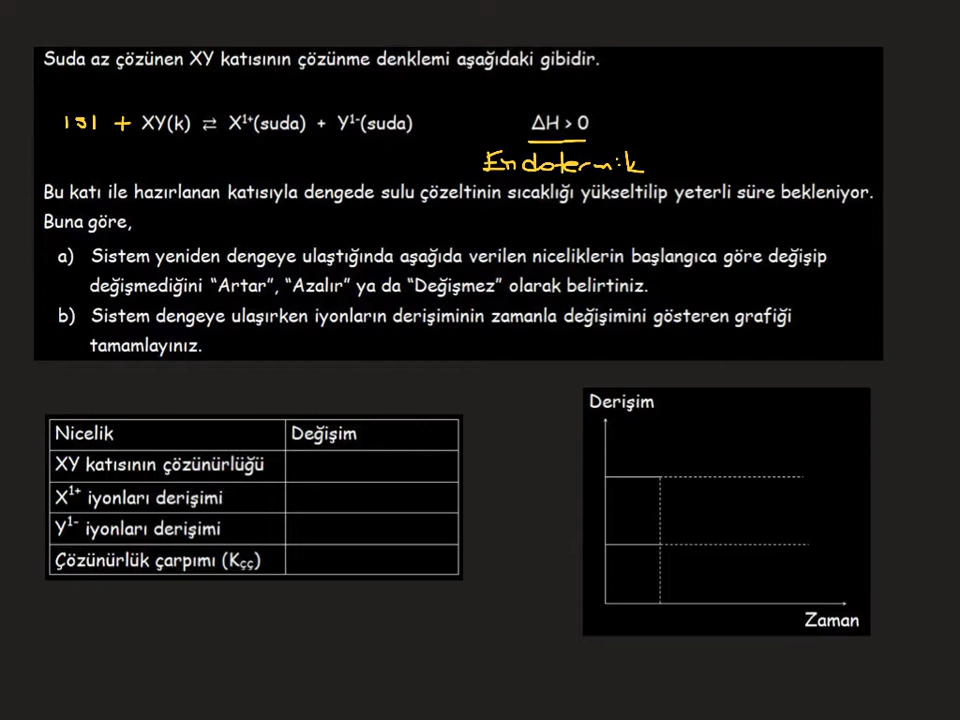 Suda az çözünen XY katısının çözünme denklemi aşağıdaki gibidir.
ısı + XY(k) ⇄ X¹⁺(suda) + Y¹⁻(suda) ΔH > 0
Endotermik
Bu katı ile hazırlanan katısıyla dengede sulu çözeltinin sıcaklığı yükseltilip yeterli süre bekleniyor.
Buna göre,
a) Sistem yeniden dengeye ulaştığında aşağıda verilen niceliklerin başlangıca göre değişip
değişmediğini “Artar”, “Azalır” ya da “Değişmez” olarak belirtiniz.
b) Sistem dengeye ulaşırken iyonların derişiminin zamanla değişimini gösteren grafiği
tamamlayınız.
Nicelik Değişim
XY katısının çözünürlüğü
X¹⁺ iyonları derişimi
Y¹⁻ iyonları derişimi
Çözünürlük çarpımı (Kçç)
Derişim
Zaman